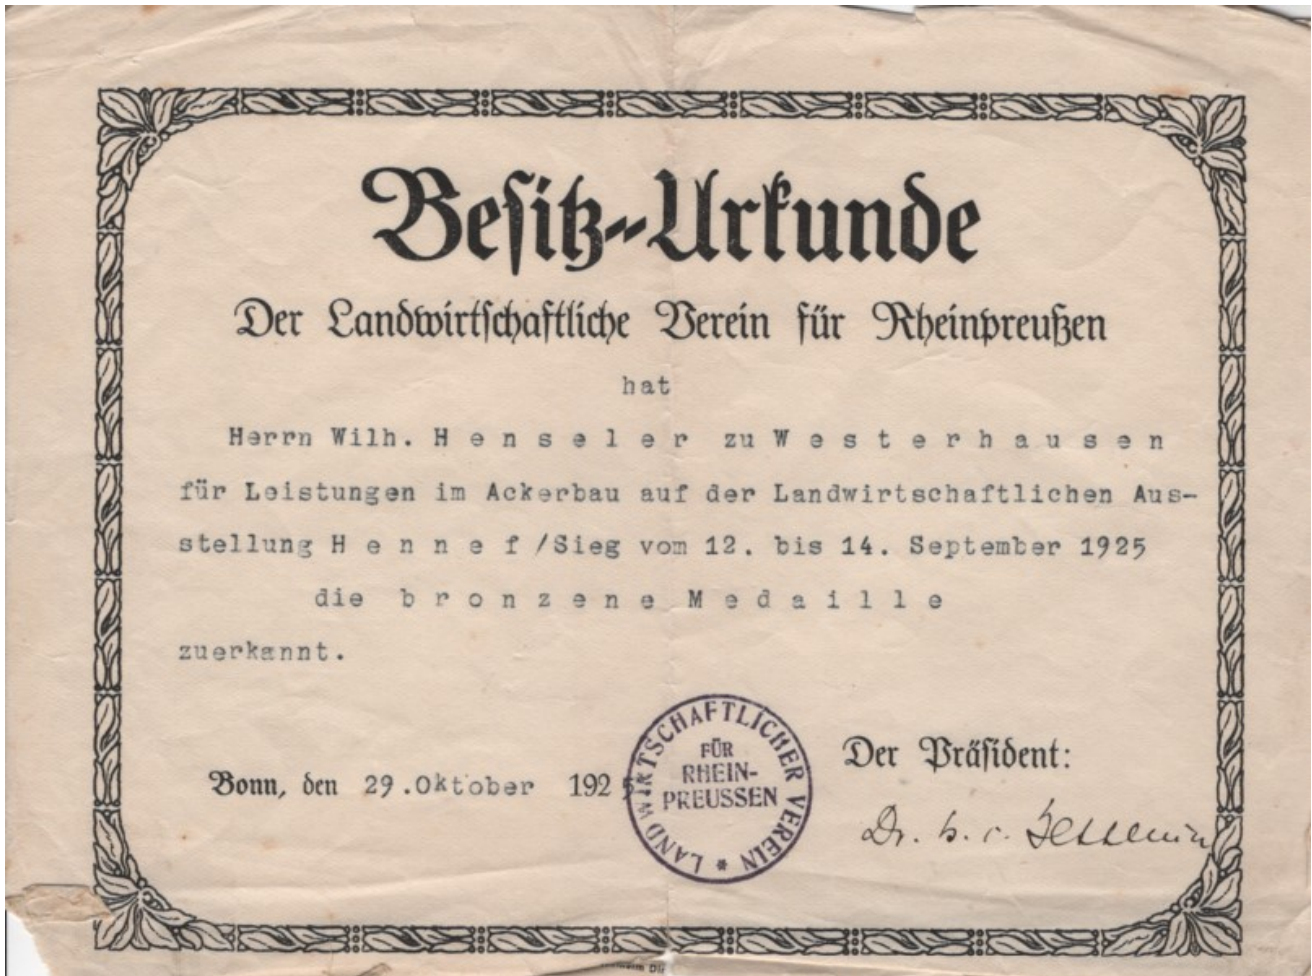 Besitz-Urkunde
Der Landwirtschaftliche Verein für Rheinpreußen
hat
Herrn Wilh. H e n s e l e r zu W e s t e r h a u s e n
für Leistungen im Ackerbau auf der Landwirtschaftlichen Aus-
stellung H e n n e f /Sieg vom 12. bis 14. September 1925
die b r o n z e n e M e d a i l l e
zuerkannt.
Bonn, den 29.Oktober 1925
LANDWIRTSCHAFTLICHER VEREIN *
FÜR
RHEIN-
PREUSSEN
Der Präsident:
Dr. h. c.